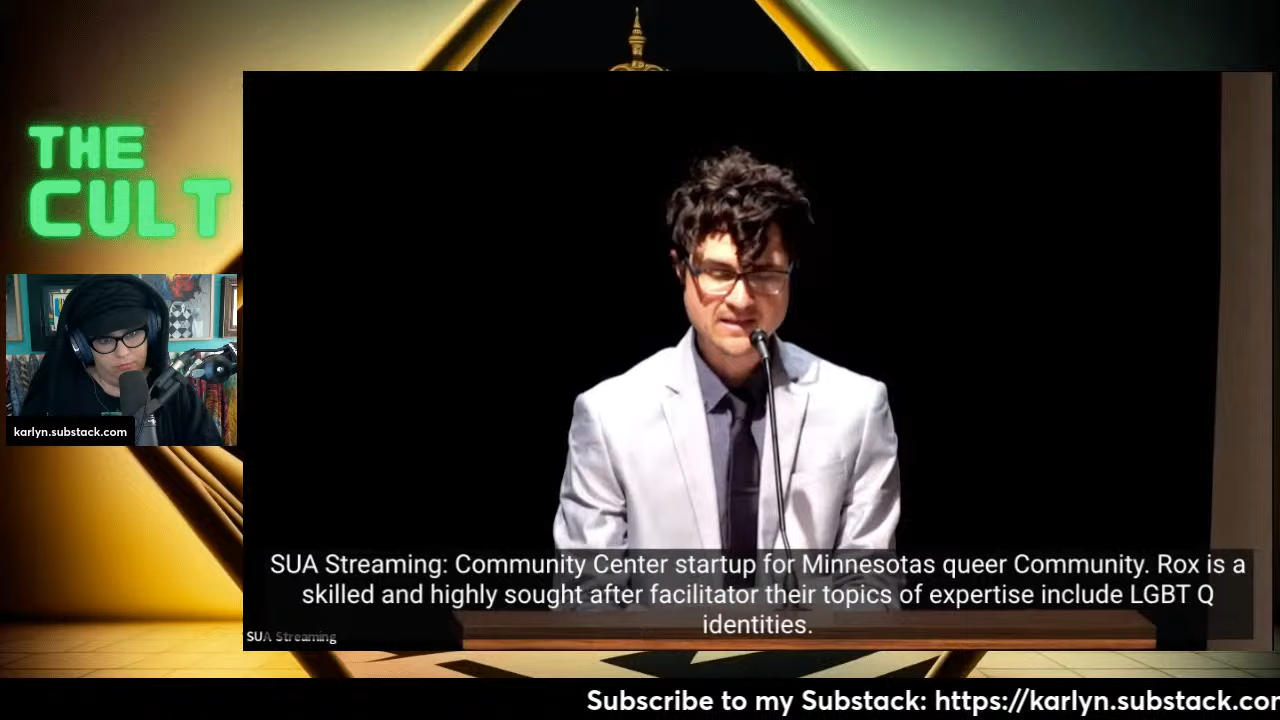 THE
CULT
karlyn.substack.com
SUA Streaming: Community Center startup for Minnesotas queer Community. Rox is a
skilled and highly sought after facilitator their topics of expertise include LGBT Q
identities.
SUA Streaming
Subscribe to my Substack: https://karlyn.substack.cor